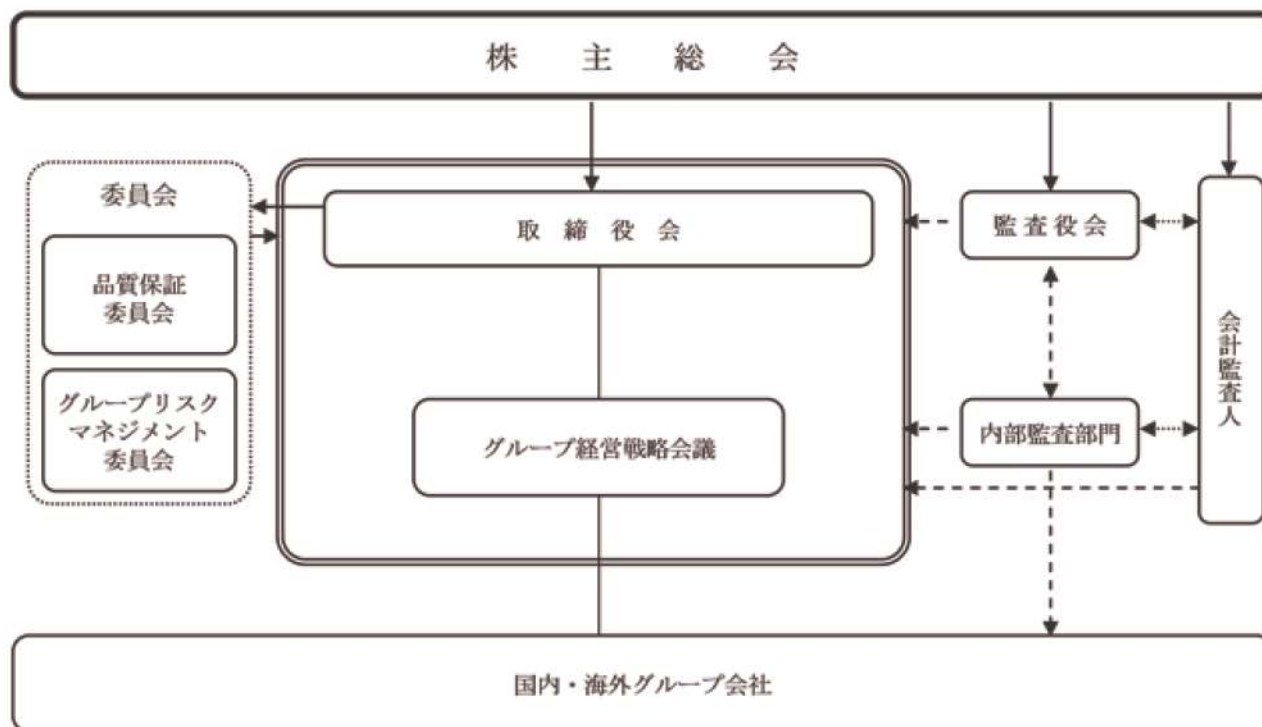 株主総会
委員会
取締役会
監査役会
品質保証
委員会
グループリスク
マネジメント
委員会
グループ経営戦略会議
内部監査部門
会計監査人
国内・海外グループ会社